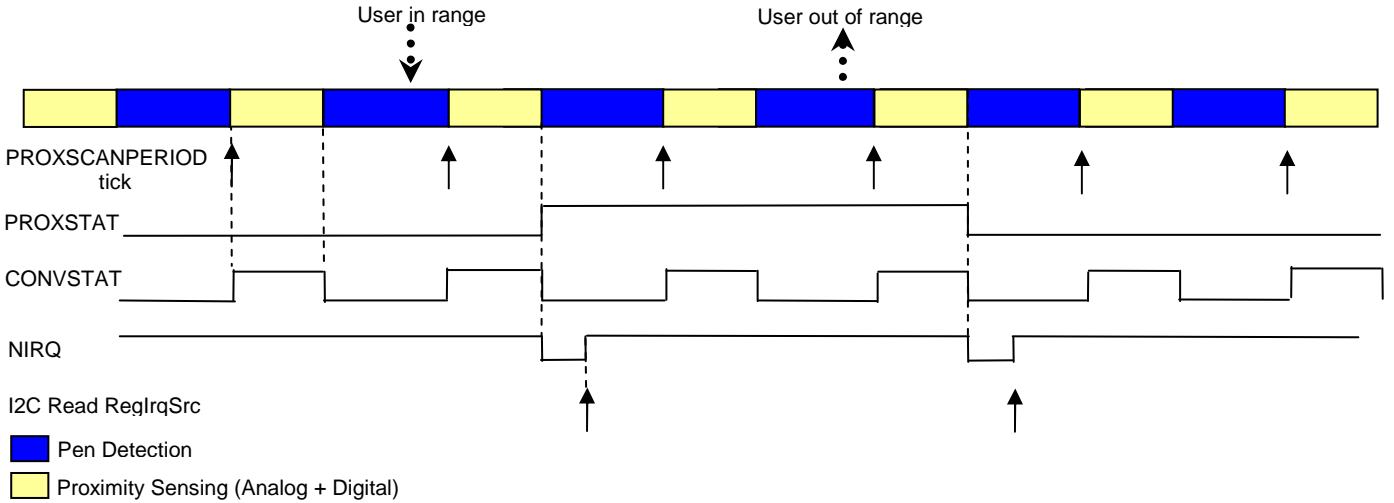 User in range
User out of range
PROXSCANPERIOD
tick
PROXSTAT
CONVSTAT
NIRQ
I2C Read RegIrqSrc
Pen Detection
Proximity Sensing (Analog + Digital)